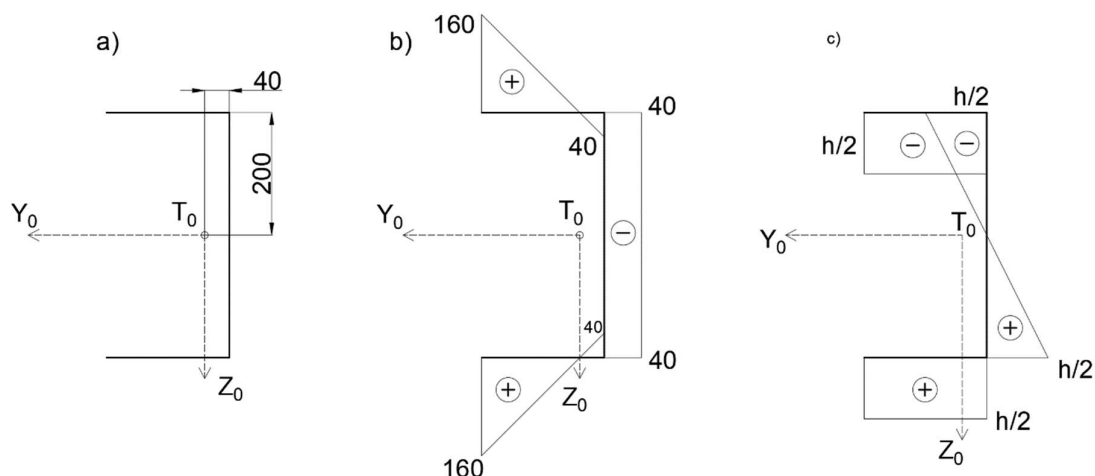 a)
40
200
Y₀
T₀
Z₀
b)
160
+
40
40
Y₀
T₀
−
40
Z₀
40
+
160
c)
h/2
h/2
−
−
Y₀
T₀
+
h/2
+
h/2
Z₀